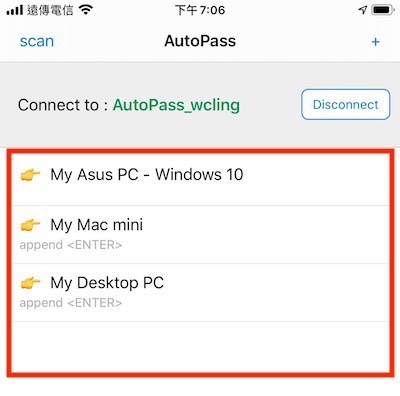 遠傳電信 下午7:06
scan AutoPass +
Connect to : AutoPass_wcling Disconnect
👉 My Asus PC - Windows 10
👉 My Mac mini
append <ENTER>
👉 My Desktop PC
append <ENTER>